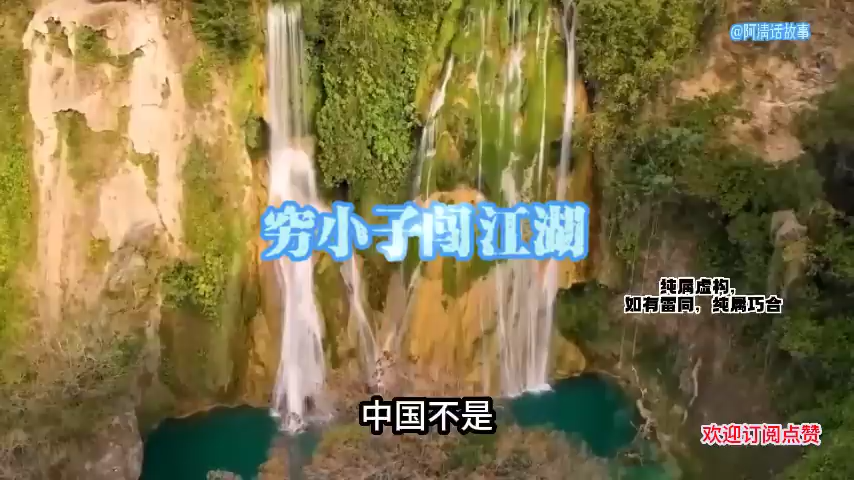 @阿清话故事
穷小子闯江湖
纯属虚构，
如有雷同，纯属巧合
中国不是
欢迎订阅点赞